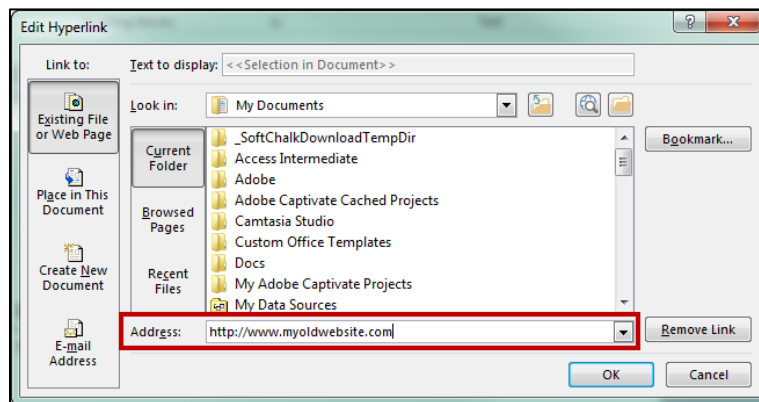 Edit Hyperlink
Link to:
Text to display: <<Selection in Document>>
Existing File
or Web Page
Look in: My Documents
Current
Folder
_SoftChalkDownloadTempDir
Access Intermediate
Adobe
Adobe Captivate Cached Projects
Camtasia Studio
Custom Office Templates
Docs
My Adobe Captivate Projects
My Data Sources
Bookmark...
Place in This
Document
Browsed
Pages
Create New
Document
Recent
Files
E-mail
Address
Address: http://www.myoldwebsite.com
Remove Link
OK Cancel